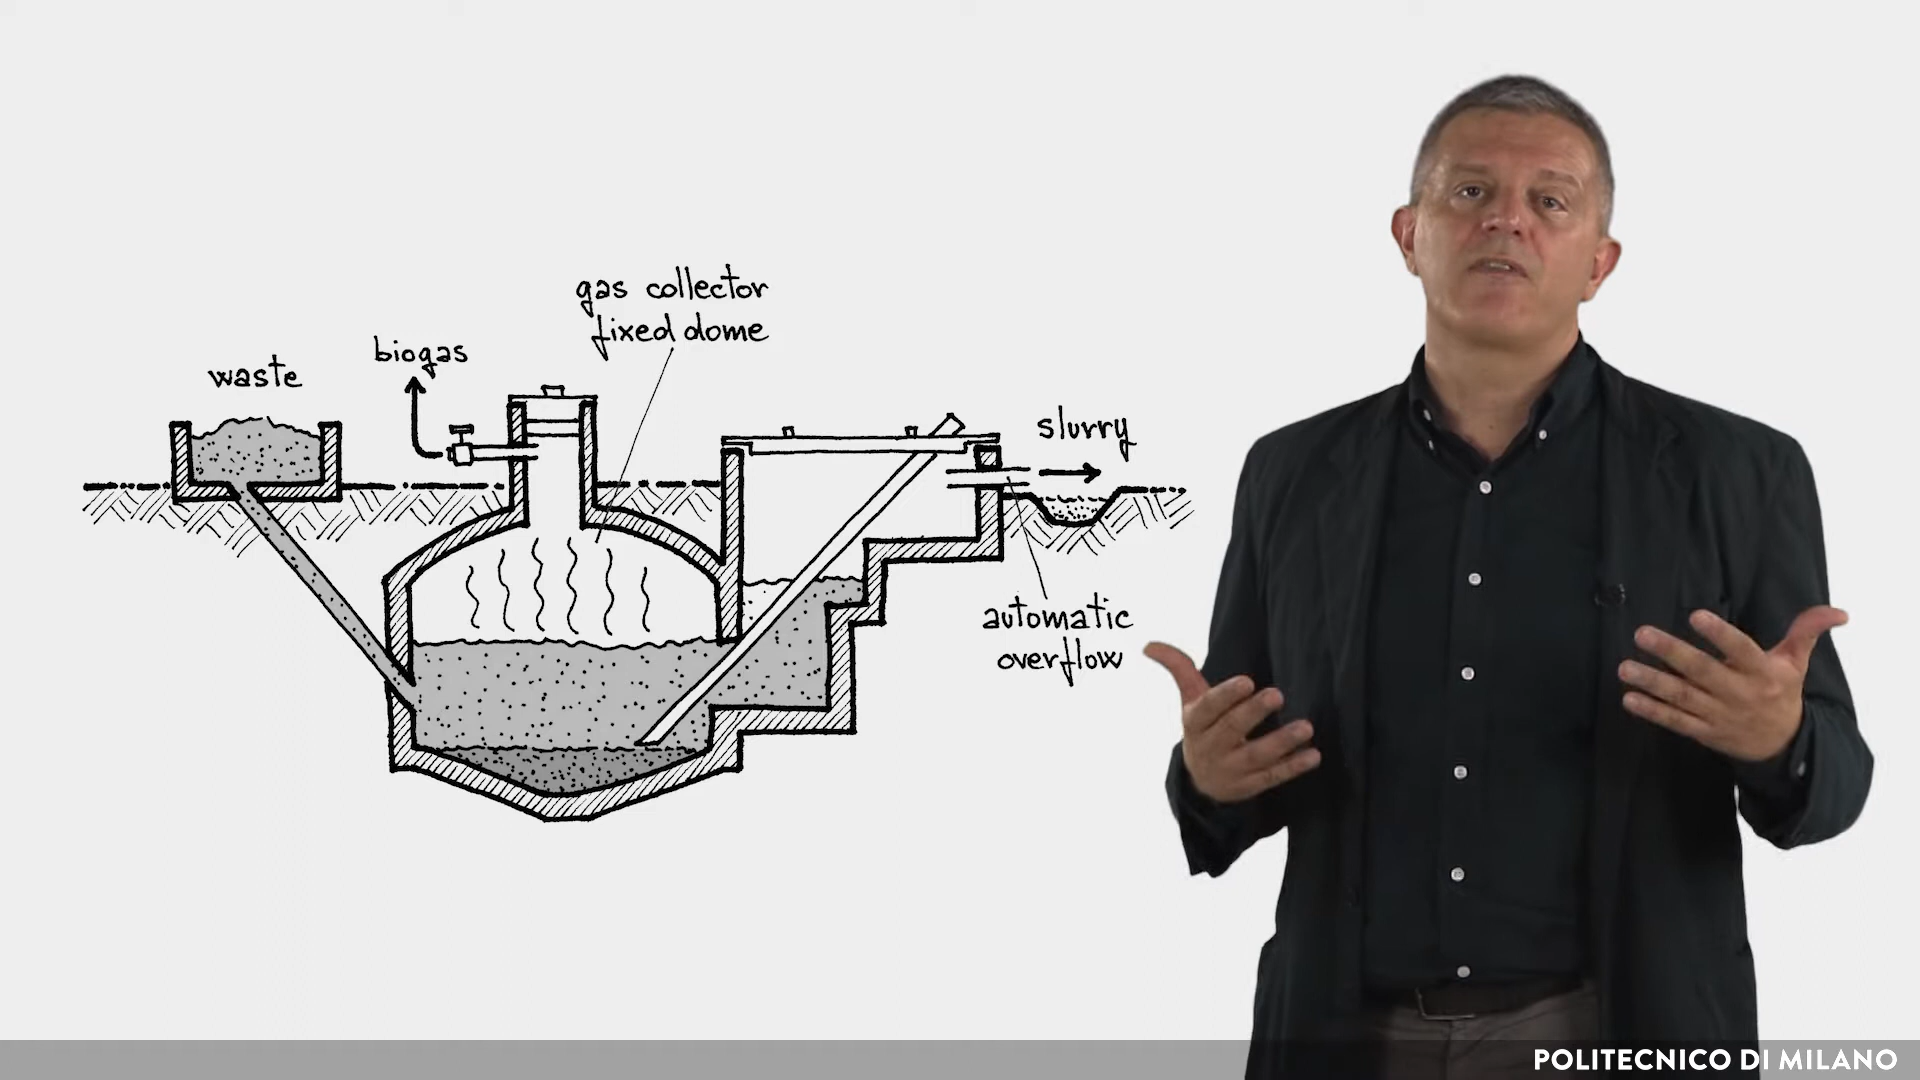 gas collector
fixed dome
biogas
waste
slurry
automatic
overflow
POLITECNICO DI MILANO